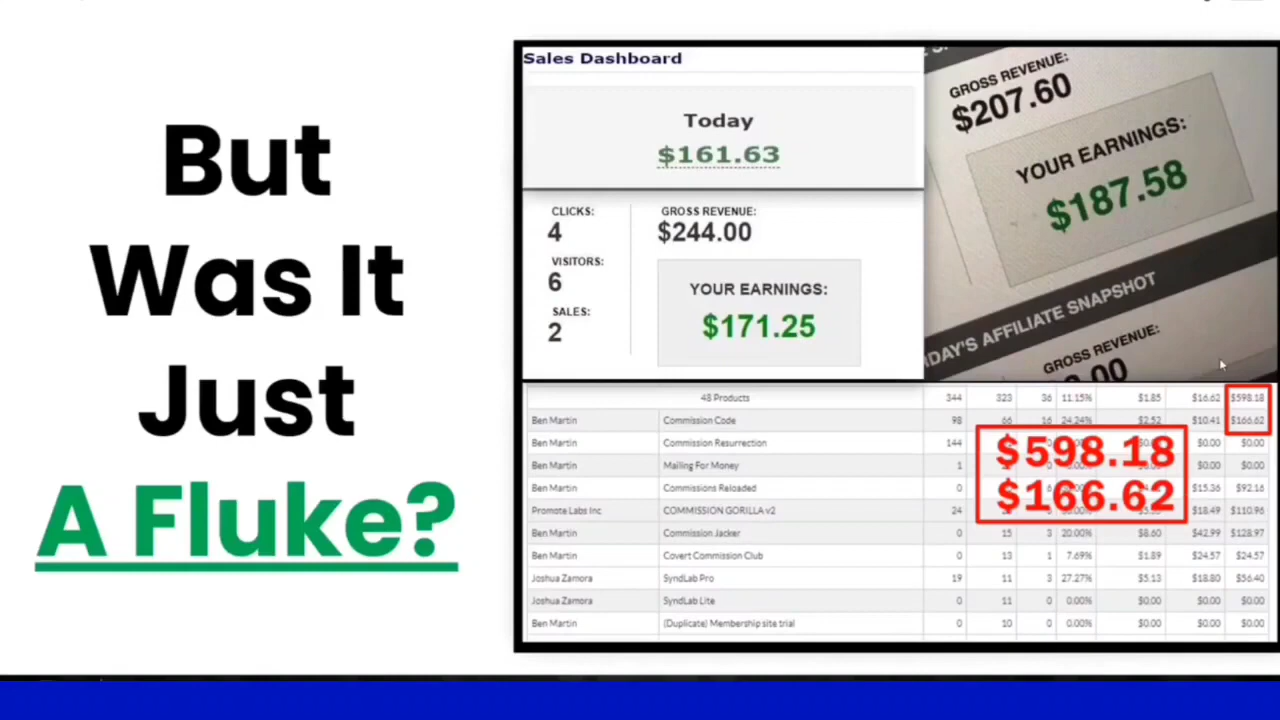 But
Was It
Just
A Fluke?
Sales Dashboard
Today
$161.63
CLICKS:
4
VISITORS:
6
SALES:
2
GROSS REVENUE:
$244.00
YOUR EARNINGS:
$171.25
GROSS REVENUE:
$207.60
YOUR EARNINGS:
$187.58
DAY'S AFFILIATE SNAPSHOT
GROSS REVENUE:
48 Products 344 323 36 11.15% $1.85 $16.62 $598.18
Ben Martin Commission Code 98 66 16 24.24% $2.52 $10.41 $166.62
Ben Martin Commission Resurrection 144 $0.00 $0.00
Ben Martin Mailing For Money 1 $0.00 $0.00
Ben Martin Commissions Reloaded 0 $15.36 $92.16
Promote Labs Inc COMMISSION GORILLA v2 24 $18.49 $110.96
$598.18
$166.62
Ben Martin Commission Jacker 0 15 3 20.00% $8.60 $42.99 $128.97
Ben Martin Covert Commission Club 0 13 1 7.69% $1.89 $24.57 $24.57
Joshua Zamora SyndLab Pro 19 11 3 27.27% $5.13 $18.80 $56.40
Joshua Zamora SyndLab Lite 0 11 0 0.00% $0.00 $0.00 $0.00
Ben Martin (Duplicate) Membership site trial 0 10 0 0.00% $0.00 $0.00 $0.00